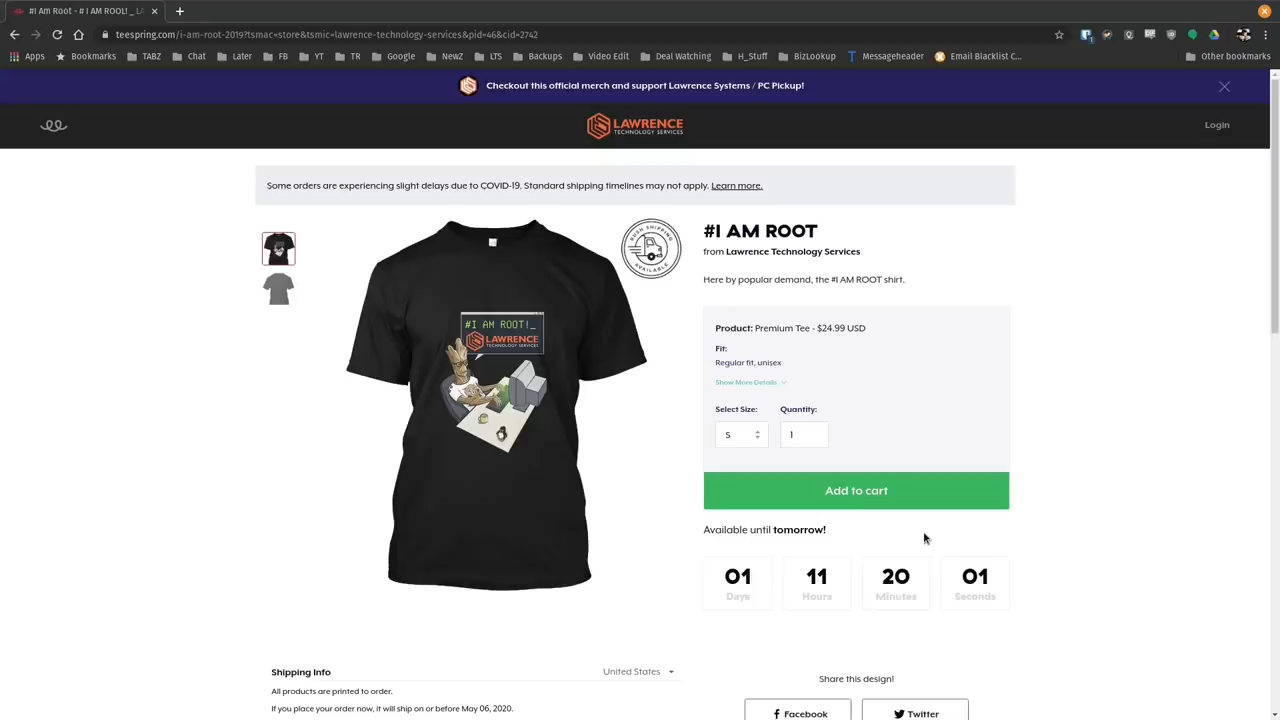 #I Am Root - # I AM ROOL! _ LA
teespring.com/i-am-root-2019?tsmac=store&tsmic=lawrence-technology-services&pid=46&cid=2742
Apps Bookmarks TABZ Chat Later FB YT TR Google NewZ LTS Backups Video Edit Deal Watching H_Stuff BizLookup Messageheader Email Blacklist C... Other bookmarks
Checkout this official merch and support Lawrence Systems / PC Pickup!
LAWRENCE
TECHNOLOGY SERVICES
Login
Some orders are experiencing slight delays due to COVID-19. Standard shipping timelines may not apply. Learn more.
RUSH SHIPPING
AVAILABLE
#I AM ROOT!_
LAWRENCE
TECHNOLOGY SERVICES
#I AM ROOT
from Lawrence Technology Services
Here by popular demand, the #I AM ROOT shirt.
Product: Premium Tee - $24.99 USD
Fit:
Regular fit, unisex
Show More Details
Select Size: Quantity:
S 1
Add to cart
Available until tomorrow!
01 11 20 01
Days Hours Minutes Seconds
Shipping Info United States
All products are printed to order.
If you place your order now, it will ship on or before May 06, 2020.
Share this design!
Facebook Twitter